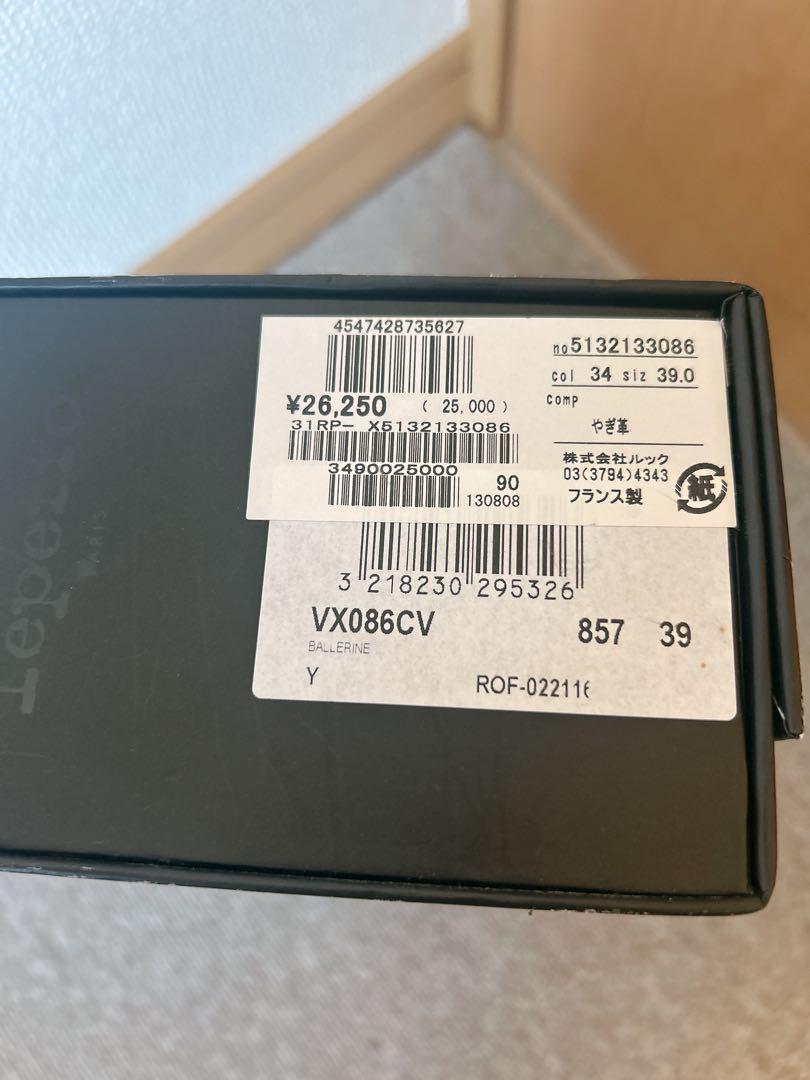 4547428735627
¥26,250 ( 25,000 )
31RP- X5132133086
3490025000
90
130808
no5132133086
col 34 siz 39.0
comp
やぎ革
株式会社ルック
03(3794)4343
フランス製
紙
3 218230 295326
VX086CV 857 39
BALLERINE
Y ROF-022116
PARIS